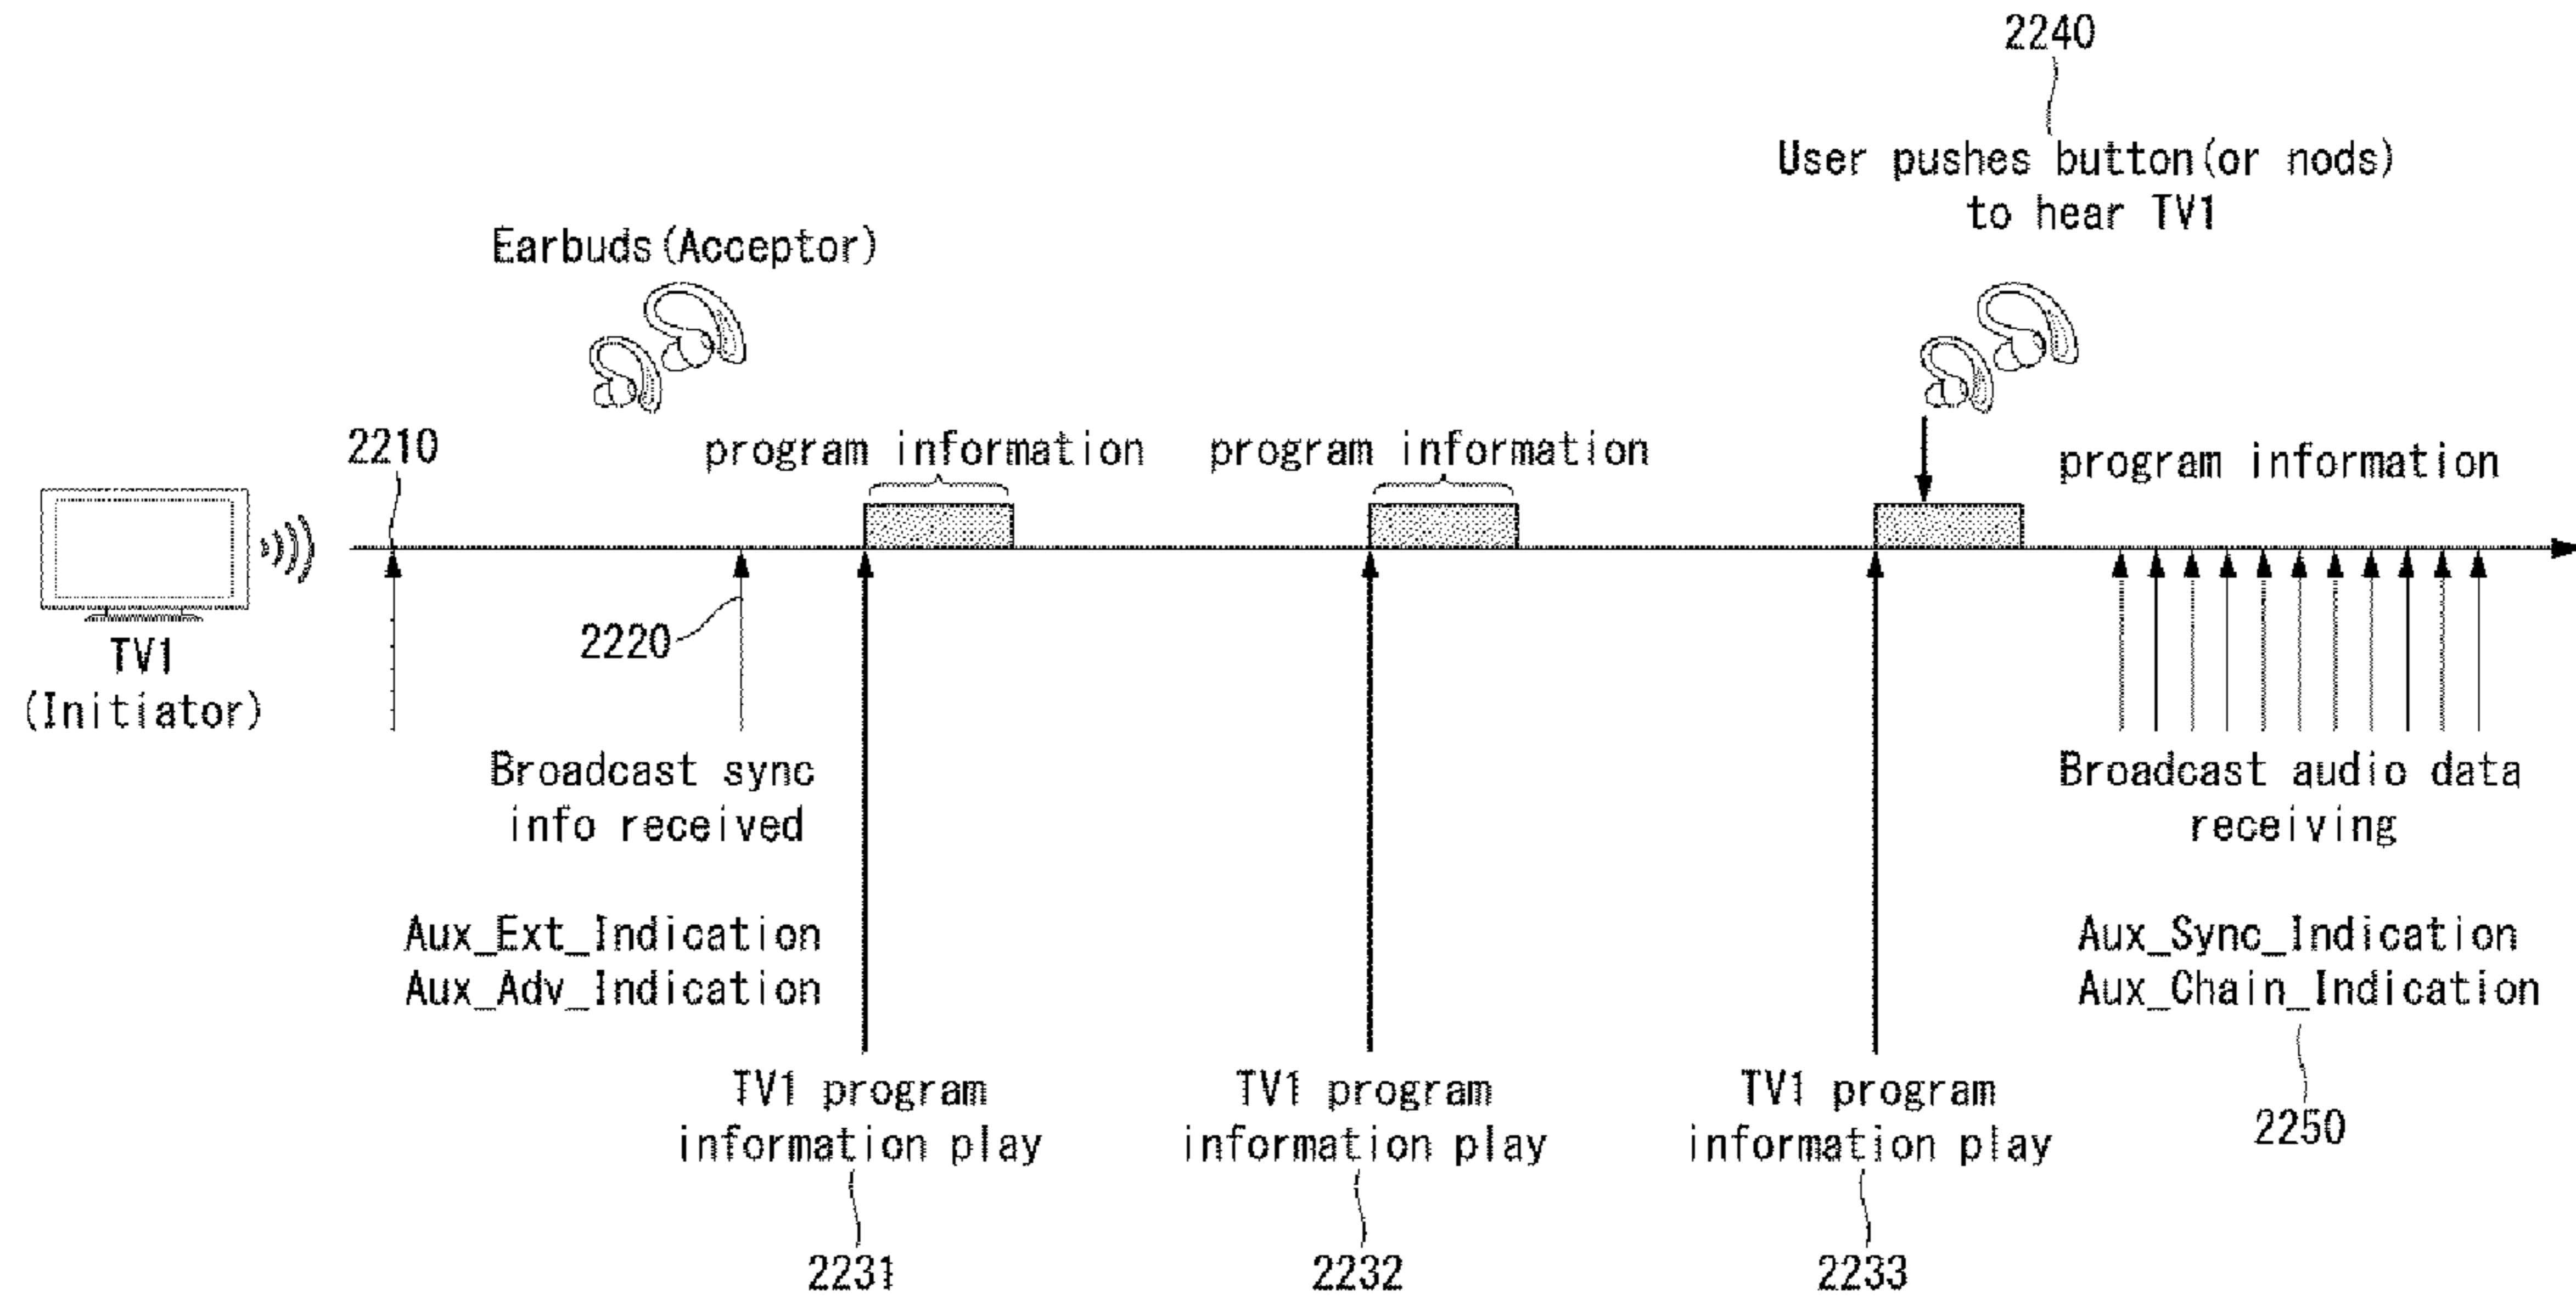 2240
User pushes button(or nods)
to hear TV1
Earbuds(Acceptor)
2210
program information
program information
program information
TV1
(Initiator)
2220
Broadcast sync
info received
Broadcast audio data
receiving
Aux_Ext_Indication
Aux_Adv_Indication
Aux_Sync_Indication
Aux_Chain_Indication
TV1 program
information play
TV1 program
information play
TV1 program
information play
2250
2231
2232
2233